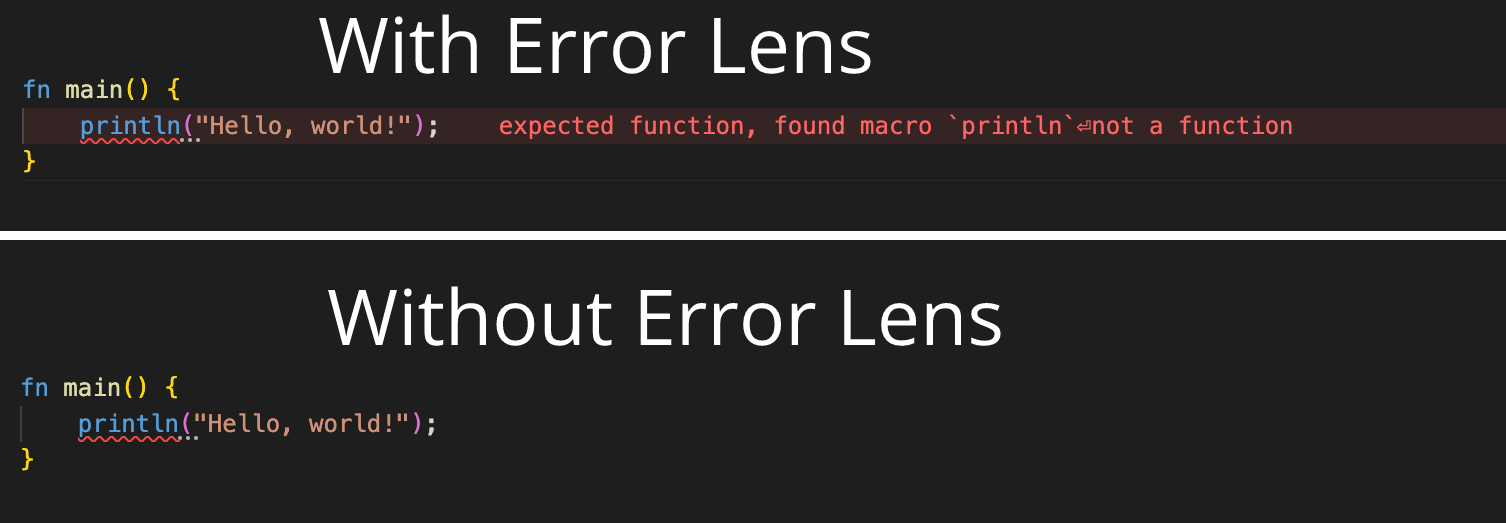 With Error Lens
fn main() {
    println("Hello, world!");    expected function, found macro `println`⏎not a function
}
Without Error Lens
fn main() {
    println("Hello, world!");
}